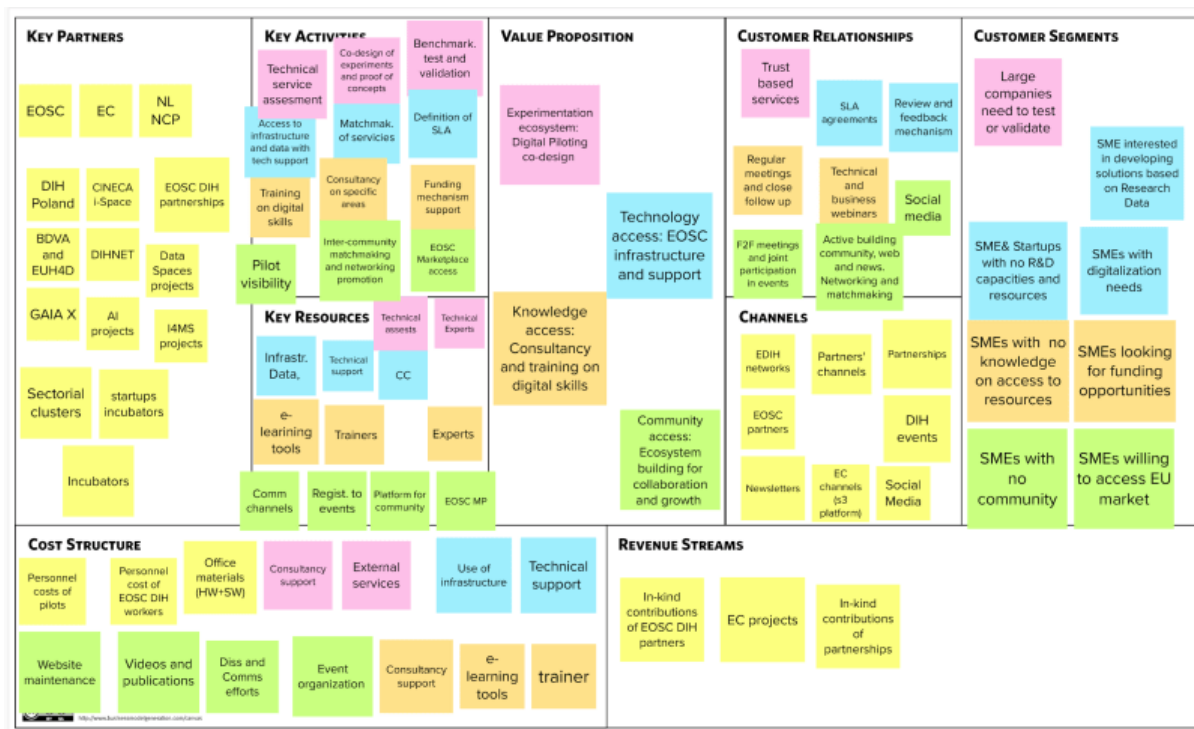 KEY PARTNERS
EOSC
EC
NL
NCP
DIH
Poland
CINECA
i-Space
EOSC DIH
partnerships
BDVA
and
EUH4D
DIHNET
Data
Spaces
projects
GAIA X
AI
projects
I4MS
projects
Sectorial
clusters
startups
incubators
Incubators
KEY ACTIVITIES
Technical
service
assesment
Co-design of
experiments
and proof of
concepts
Benchmark.
test and
validation
Access to
infrastructure
and data with
tech support
Matchmak.
of servicies
Definition of
SLA
Training
on digital
skills
Consultancy
on specific
areas
Funding
mechanism
support
Pilot
visibility
Inter-community
matchmaking
and networking
promotion
EOSC
Marketplace
access
KEY RESOURCES
Technical
assests
Technical
Experts
Infrastr.
Data,
Technical
support
CC
e-
learining
tools
Trainers
Experts
Comm
channels
Regist. to
events
Platform for
community
EOSC MP
VALUE PROPOSITION
Experimentation
ecosystem:
Digital Piloting
co-design
Technology
access: EOSC
infrastructure
and support
Knowledge
access:
Consultancy
and training on
digital skills
Community
access:
Ecosystem
building for
collaboration
and growth
CUSTOMER RELATIONSHIPS
Trust
based
services
SLA
agreements
Review and
feedback
mechanism
Regular
meetings
and close
follow up
Technical
and
business
webinars
Social
media
F2F meetings
and joint
participation
in events
Active building
community, web
and news.
Networking and
matchmaking
CHANNELS
EDIH
networks
Partners'
channels
Partnerships
EOSC
partners
DIH
events
Newsletters
EC
channels
(s3
platform)
Social
Media
CUSTOMER SEGMENTS
Large
companies
need to test
or validate
SME interested
in developing
solutions based
on Research
Data
SME& Startups
with no R&D
capacities and
resources
SMEs with
digitalization
needs
SMEs with no
knowledge
on access to
resources
SMEs looking
for funding
opportunities
SMEs with
no
community
SMEs willing
to access EU
market
COST STRUCTURE
Personnel
costs of
pilots
Personnel
cost of
EOSC DIH
workers
Office
materials
(HW+SW)
Consultancy
support
External
services
Use of
infrastructure
Technical
support
Website
maintenance
Videos and
publications
Diss and
Comms
efforts
Event
organization
Consultancy
support
e-
learning
tools
trainer
http://www.businessmodelgeneration.com/canvas
REVENUE STREAMS
In-kind
contributions
of EOSC DIH
partners
EC projects
In-kind
contributions
of
partnerships